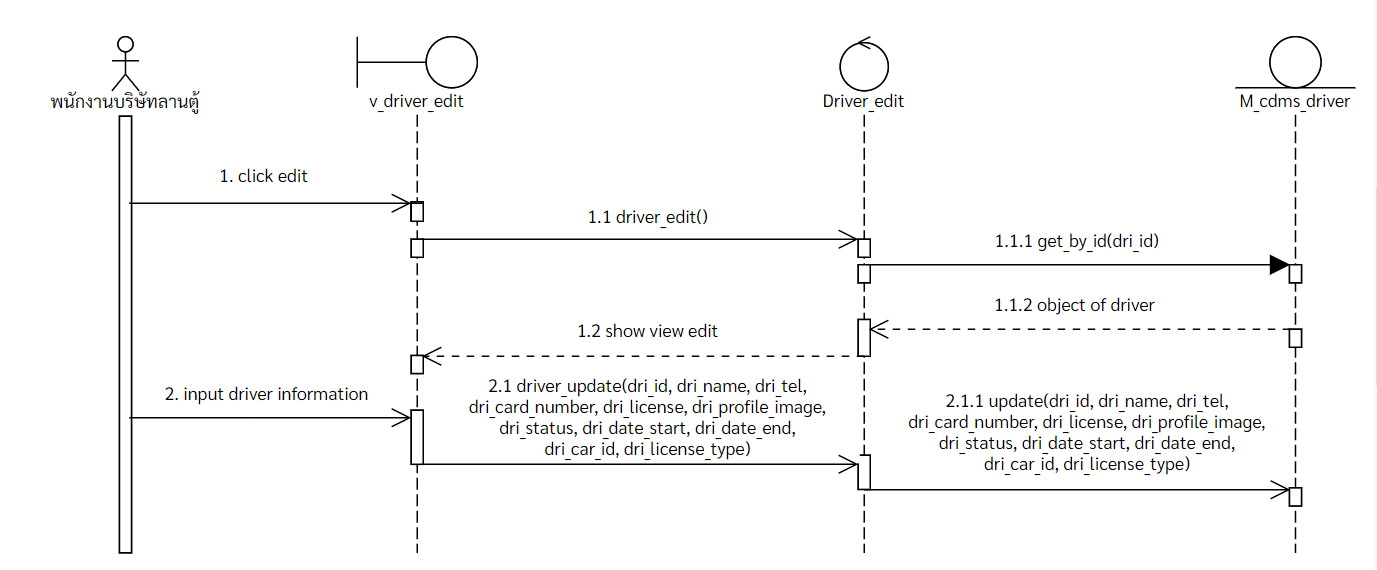 พนักงานบริษัทลานตู้
v_driver_edit
Driver_edit
M_cdms_driver
1. click edit
1.1 driver_edit()
1.1.1 get_by_id(dri_id)
1.1.2 object of driver
1.2 show view edit
2. input driver information
2.1 driver_update(dri_id, dri_name, dri_tel,
dri_card_number, dri_license, dri_profile_image,
dri_status, dri_date_start, dri_date_end,
dri_car_id, dri_license_type)
2.1.1 update(dri_id, dri_name, dri_tel,
dri_card_number, dri_license, dri_profile_image,
dri_status, dri_date_start, dri_date_end,
dri_car_id, dri_license_type)